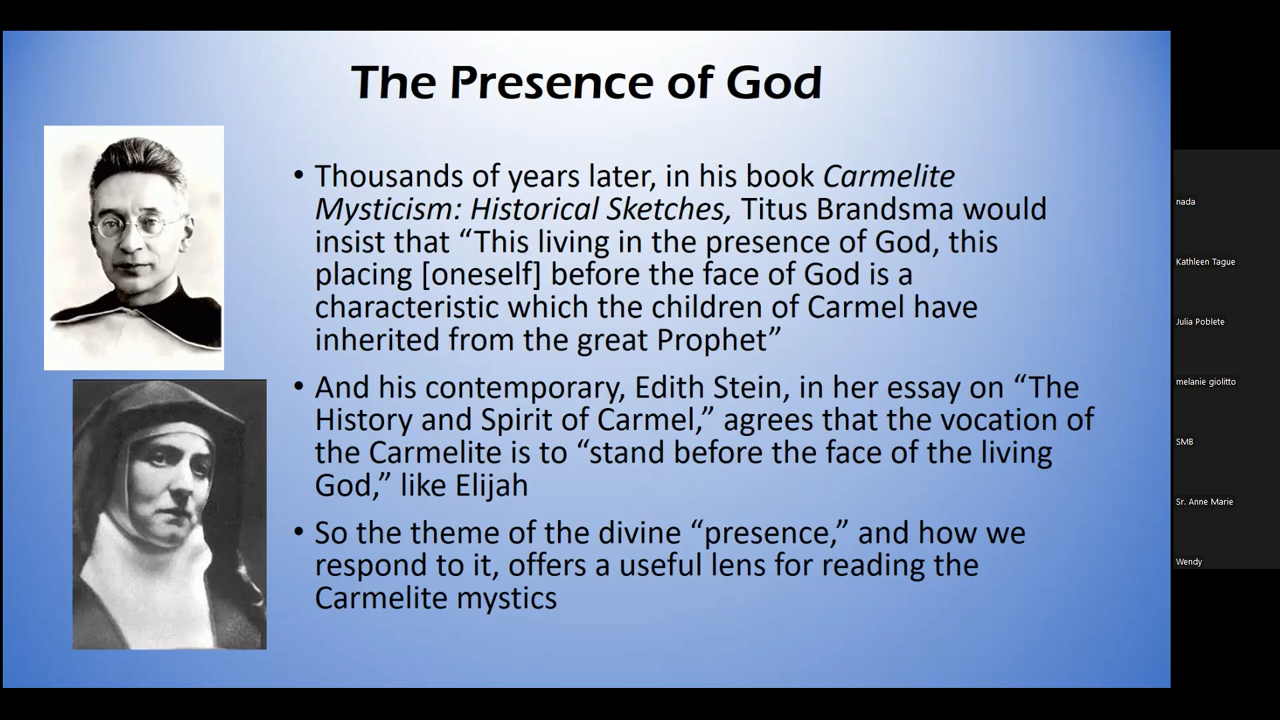 The Presence of God
• Thousands of years later, in his book Carmelite
Mysticism: Historical Sketches, Titus Brandsma would
insist that “This living in the presence of God, this
placing [oneself] before the face of God is a
characteristic which the children of Carmel have
inherited from the great Prophet”
• And his contemporary, Edith Stein, in her essay on “The
History and Spirit of Carmel,” agrees that the vocation of
the Carmelite is to “stand before the face of the living
God,” like Elijah
• So the theme of the divine “presence,” and how we
respond to it, offers a useful lens for reading the
Carmelite mystics
nada
Kathleen Tague
Julia Poblete
melanie giolitto
SMB
Sr. Anne Marie
Wendy